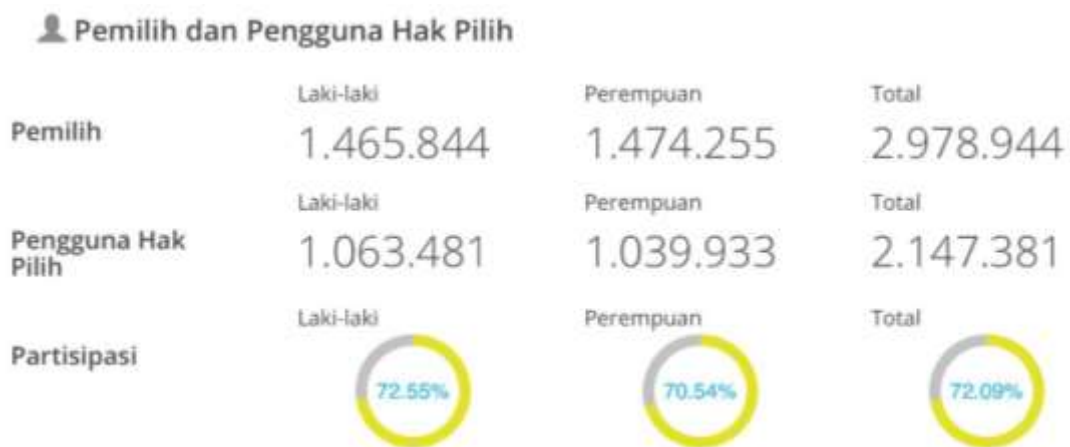 Pemilih dan Pengguna Hak Pilih
Laki-laki Perempuan Total
Pemilih 1.465.844 1.474.255 2.978.944
Laki-laki Perempuan Total
Pengguna Hak
Pilih 1.063.481 1.039.933 2.147.381
Laki-laki Perempuan Total
Partisipasi
72.55% 70.54% 72.09%